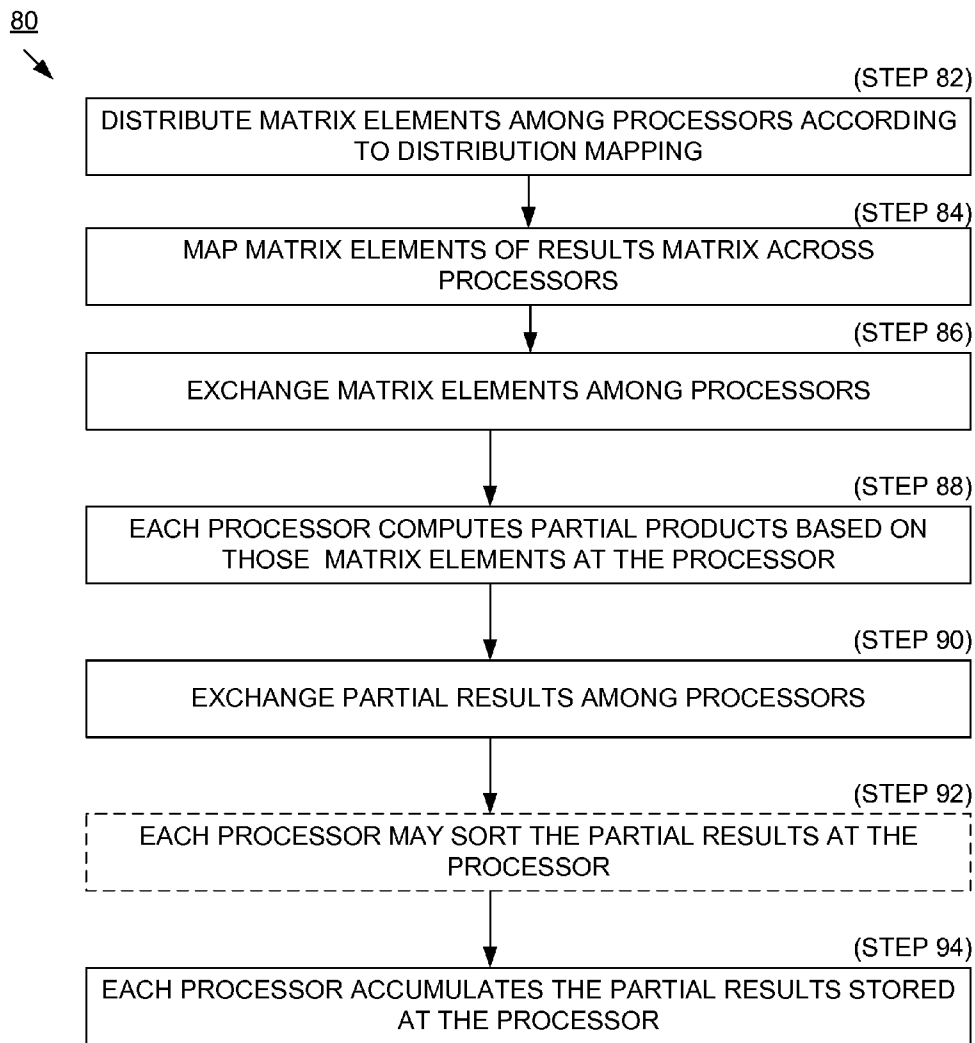 80
(STEP 82)
DISTRIBUTE MATRIX ELEMENTS AMONG PROCESSORS ACCORDING
TO DISTRIBUTION MAPPING
(STEP 84)
MAP MATRIX ELEMENTS OF RESULTS MATRIX ACROSS
PROCESSORS
(STEP 86)
EXCHANGE MATRIX ELEMENTS AMONG PROCESSORS
(STEP 88)
EACH PROCESSOR COMPUTES PARTIAL PRODUCTS BASED ON
THOSE MATRIX ELEMENTS AT THE PROCESSOR
(STEP 90)
EXCHANGE PARTIAL RESULTS AMONG PROCESSORS
(STEP 92)
EACH PROCESSOR MAY SORT THE PARTIAL RESULTS AT THE
PROCESSOR
(STEP 94)
EACH PROCESSOR ACCUMULATES THE PARTIAL RESULTS STORED
AT THE PROCESSOR